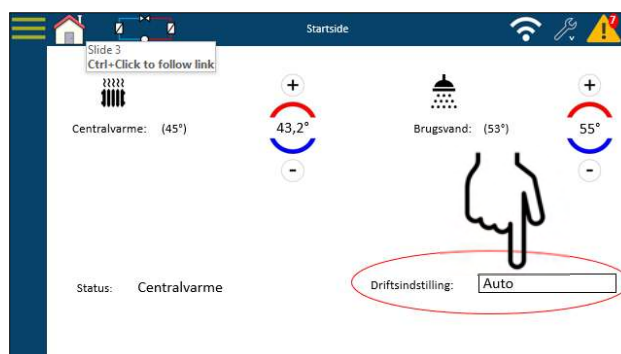 Startside
7
Slide 3
Ctrl+Click to follow link
+
+
Centralvarme: (45°)
43,2°
Brugsvand: (53°)
55°
-
-
Status: Centralvarme
Driftsindstilling: Auto